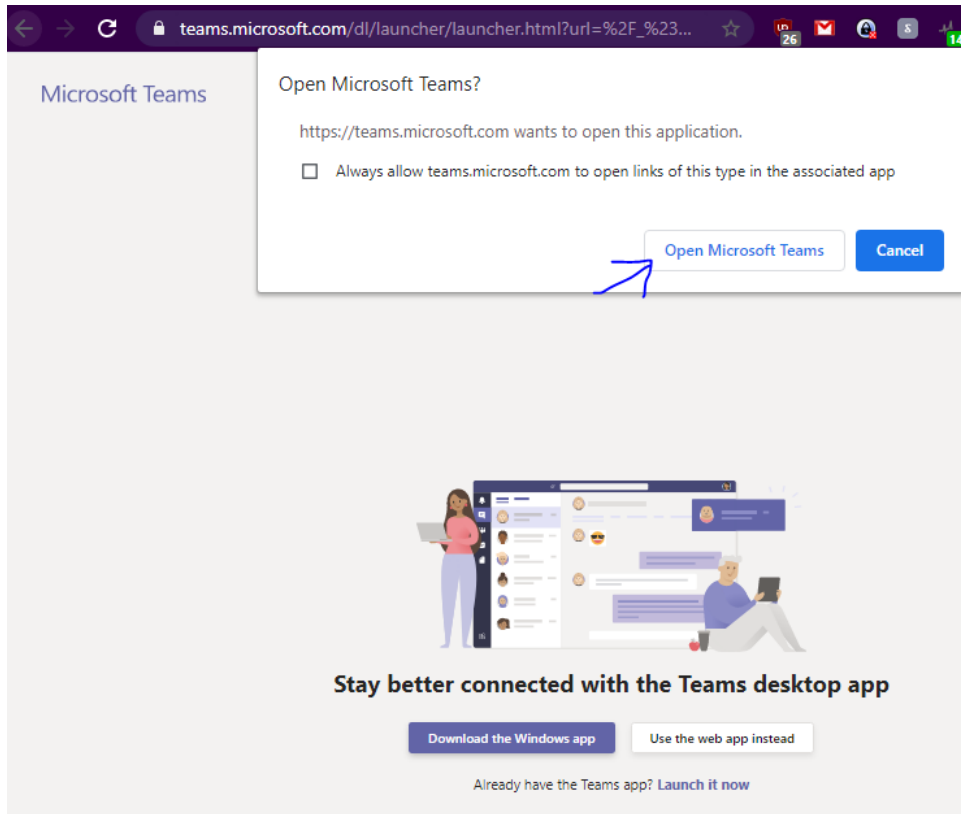 teams.microsoft.com/dl/launcher/launcher.html?url=%2F_%23...
26
S
14
Microsoft Teams
Open Microsoft Teams?
https://teams.microsoft.com wants to open this application.
Always allow teams.microsoft.com to open links of this type in the associated app
Open Microsoft Teams
Cancel
Stay better connected with the Teams desktop app
Download the Windows app
Use the web app instead
Already have the Teams app? Launch it now